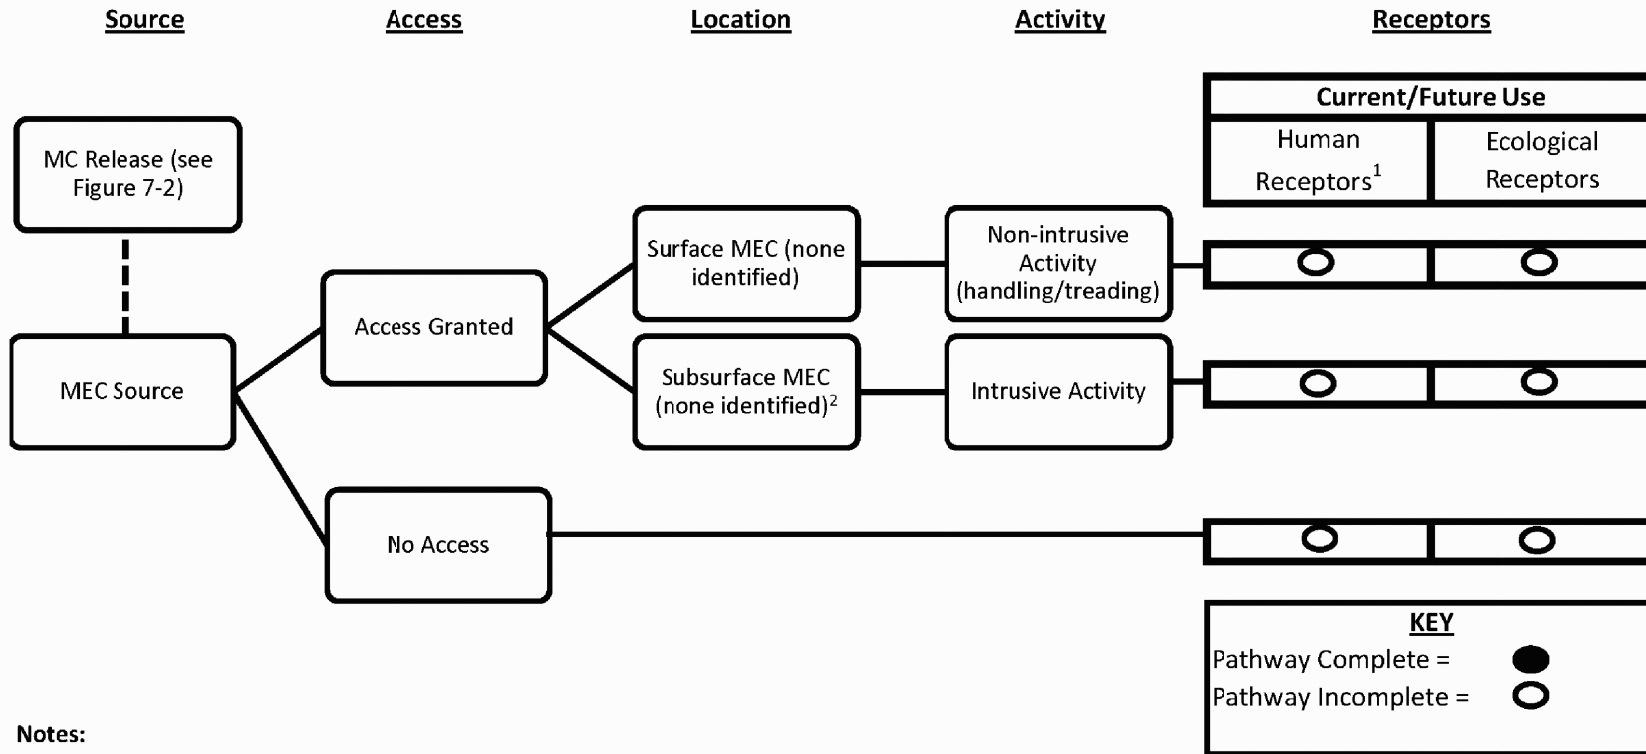 Source
Access
Location
Activity
Receptors
Current/Future Use
Human
Receptors1
Ecological
Receptors
MC Release (see
Figure 7-2)
MEC Source
Access Granted
No Access
Surface MEC (none
identified)
Subsurface MEC
(none identified)2
Non-intrusive
Activity
(handling/treading)
Intrusive Activity
KEY
Pathway Complete =
Pathway Incomplete =
Notes: